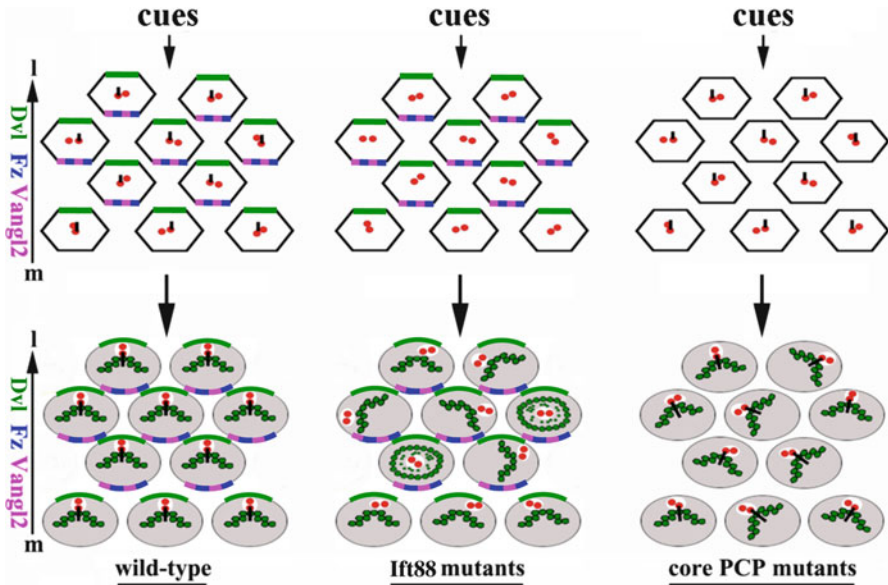 cues cues cues
l
Dvl Fz Vangl2
m
l
Dvl Fz Vangl2
m
wild-type Ift88 mutants core PCP mutants